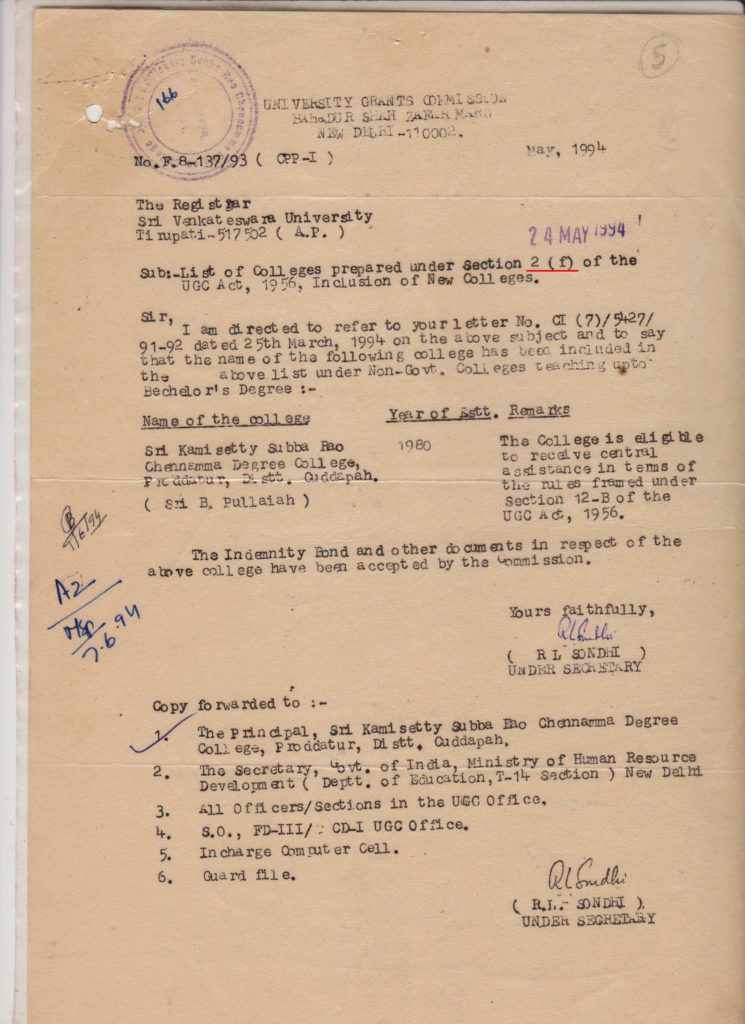 5
166
UNIVERSITY GRANTS COMMISSION
BAHADUR SHAH ZAFAR MARG
NEW DELHI-110002.
No.F.8-137/93 ( CPP-I )
May, 1994
The Registrar
Sri Venkateswara University
Tirupati-517502 ( A.P. )
24 MAY 1994
Sub:-List of Colleges prepared under Section 2 (f) of the
UGC Act, 1956, Inclusion of New Colleges.
Sir,
I am directed to refer to your letter No. CI (7)/5427/
91-92 dated 25th March, 1994 on the above subject and to say
that the name of the following college has been included in
the above list under Non-Govt. Colleges teaching upto
Bechelor's Degree :-
Name of the college Year of Estt. Remarks
Sri Kamisetty Subba Rao 1980 The College is eligible
Chennamma Degree College, to receive central
Proddatur, Distt. Cuddapah. assistance in terms of
the rules framed under
( Sri B. Pullaiah ) Section 12-B of the
UGC Act, 1956.
The Indemnity Bond and other documents in respect of the
above college have been accepted by the Commission.
A2
7.6.94
Yours faithfully,
RLSondhi
( R L SONDHI )
UNDER SECRETARY
Copy forwarded to :-
1. The Principal, Sri Kamisetty Subba Rao Chennamma Degree
College, Proddatur, Distt. Cuddapah.
2. The Secretary, Govt. of India, Ministry of Human Resource
Development ( Deptt. of Education,T-14 Section ) New Delhi
3. All Officers/Sections in the UGC Office.
4. S.O., FD-III/ CD-I UGC Office.
5. Incharge Computer Cell.
6. Guard file.
RLSondhi
( R.L. SONDHI ).
UNDER SECRETARY